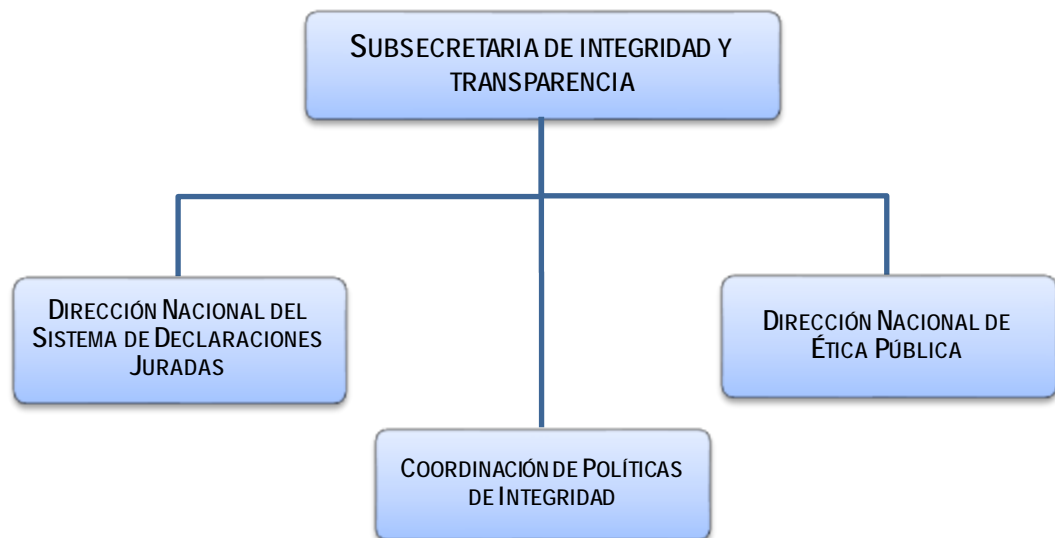 SUBSECRETARIA DE INTEGRIDAD Y
TRANSPARENCIA
DIRECCIÓN NACIONAL DEL
SISTEMA DE DECLARACIONES
JURADAS
DIRECCIÓN NACIONAL DE
ÉTICA PÚBLICA
COORDINACIÓN DE POLÍTICAS
DE INTEGRIDAD